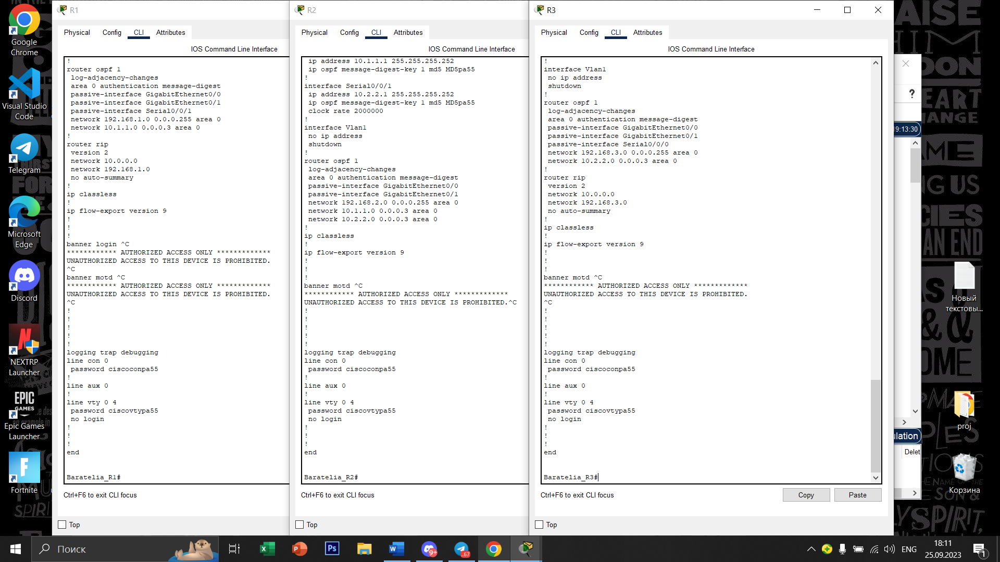 Google
Chrome
Visual Studio
Code
Telegram
Microsoft
Edge
Discord
NEXTRP
Launcher
EPIC
GAMES
Epic Games
Launcher
Fortnite
R1
Physical Config CLI Attributes
IOS Command Line Interface
!
router ospf 1
log-adjacency-changes
area 0 authentication message-digest
passive-interface GigabitEthernet0/0
passive-interface GigabitEthernet0/1
passive-interface Serial0/0/1
network 192.168.1.0 0.0.0.255 area 0
network 10.1.1.0 0.0.0.3 area 0
!
router rip
version 2
network 10.0.0.0
network 192.168.1.0
no auto-summary
!
ip classless
!
ip flow-export version 9
!
!
!
banner login ^C
************ AUTHORIZED ACCESS ONLY *************
UNAUTHORIZED ACCESS TO THIS DEVICE IS PROHIBITED.
^C
banner motd ^C
************ AUTHORIZED ACCESS ONLY *************
UNAUTHORIZED ACCESS TO THIS DEVICE IS PROHIBITED.
^C
!
!
!
!
!
logging trap debugging
line con 0
password ciscoconpa55
!
line aux 0
!
line vty 0 4
password ciscovtypa55
no login
!
!
!
end
Baratelia_R1#
Ctrl+F6 to exit CLI focus
Top
R2
Physical Config CLI Attributes
IOS Command Line Interface
ip address 10.1.1.1 255.255.255.252
ip ospf message-digest-key 1 md5 MD5pa55
!
interface Serial0/0/1
ip address 10.2.2.1 255.255.255.252
ip ospf message-digest-key 1 md5 MD5pa55
clock rate 2000000
!
interface Vlan1
no ip address
shutdown
!
router ospf 1
log-adjacency-changes
area 0 authentication message-digest
passive-interface GigabitEthernet0/0
passive-interface GigabitEthernet0/1
network 192.168.2.0 0.0.0.255 area 0
network 10.1.1.0 0.0.0.3 area 0
network 10.2.2.0 0.0.0.3 area 0
!
ip classless
!
ip flow-export version 9
!
!
!
banner motd ^C
************ AUTHORIZED ACCESS ONLY *************
UNAUTHORIZED ACCESS TO THIS DEVICE IS PROHIBITED.^C
!
!
!
!
!
logging trap debugging
line con 0
password ciscoconpa55
!
line aux 0
!
line vty 0 4
password ciscovtypa55
no login
!
!
!
end
Baratelia_R2#
Ctrl+F6 to exit CLI focus
Top
R3
Physical Config CLI Attributes
IOS Command Line Interface
!
interface Vlan1
no ip address
shutdown
!
router ospf 1
log-adjacency-changes
area 0 authentication message-digest
passive-interface GigabitEthernet0/0
passive-interface GigabitEthernet0/1
passive-interface Serial0/0/0
network 192.168.3.0 0.0.0.255 area 0
network 10.2.2.0 0.0.0.3 area 0
!
router rip
version 2
network 10.0.0.0
network 192.168.3.0
no auto-summary
!
ip classless
!
ip flow-export version 9
!
!
!
banner motd ^C
************ AUTHORIZED ACCESS ONLY *************
UNAUTHORIZED ACCESS TO THIS DEVICE IS PROHIBITED.
^C
!
!
!
!
!
logging trap debugging
line con 0
password ciscoconpa55
!
line aux 0
!
line vty 0 4
password ciscovtypa55
no login
!
!
!
end
Baratelia_R3#
Ctrl+F6 to exit CLI focus
Copy Paste
Top
?
9:13:30
ulation
Delet
Новый
текстовы...
proj
Корзина
Поиск
Ps
9+
..67
ENG
18:11
25.09.2023
1